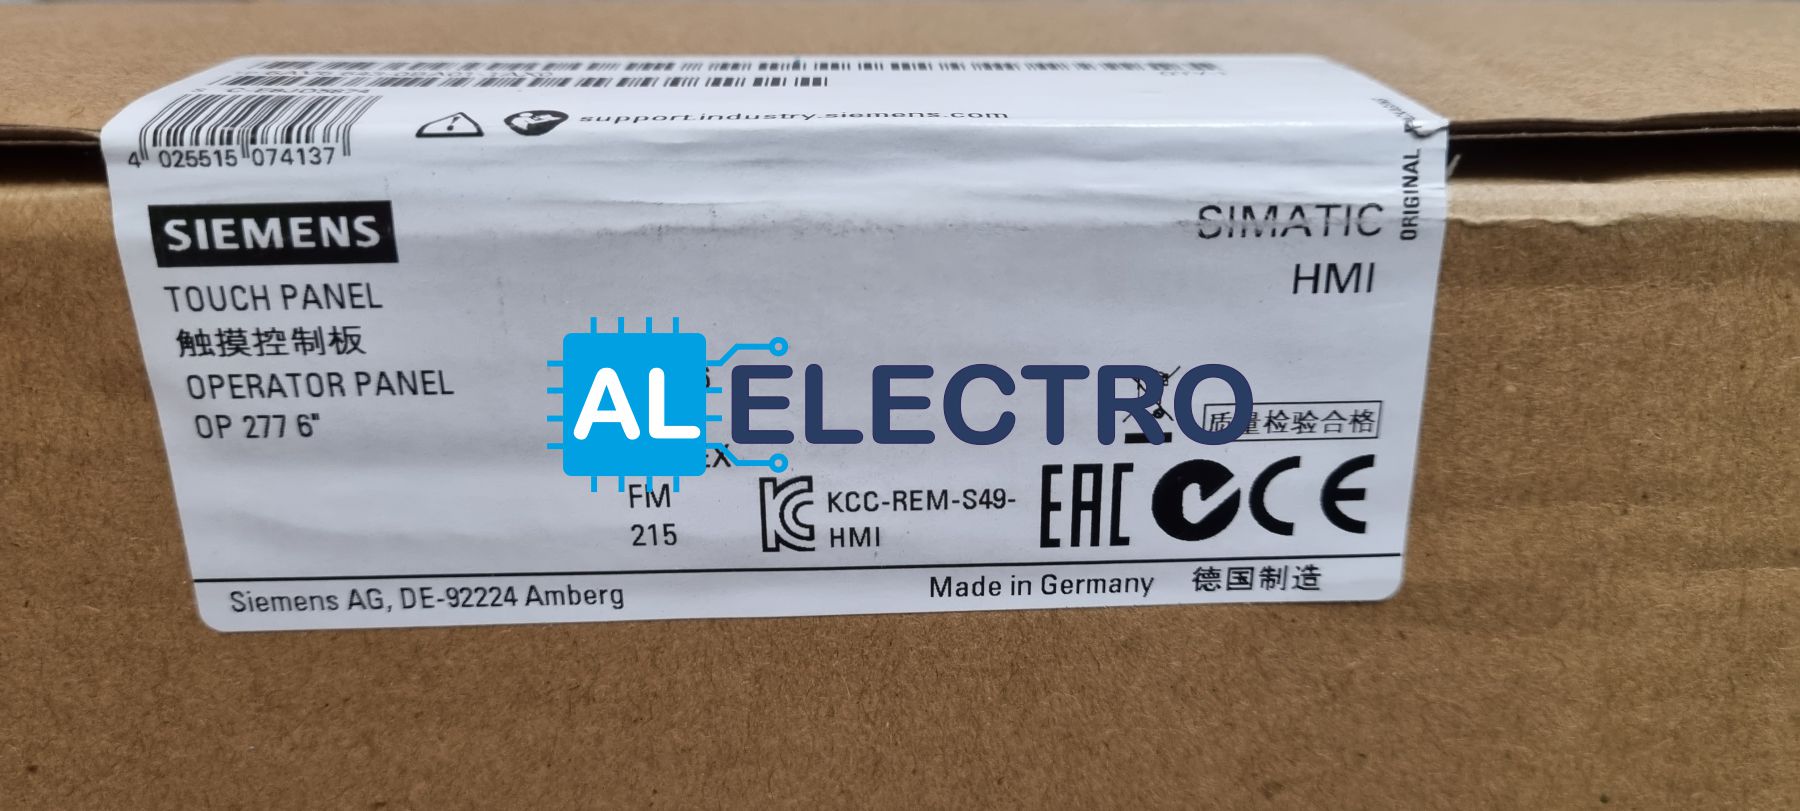 support.industry.siemens.com
4 025515 074137
SIEMENS
SIMATIC
HMI
ORIGINAL
TOUCH PANEL
触摸控制板
OPERATOR PANEL
OP 277 6"
AL ELECTRO
质量检验合格
EX
FM
215
KCC-REM-S49-
HMI
EAC
CE
Siemens AG, DE-92224 Amberg
Made in Germany 德国制造